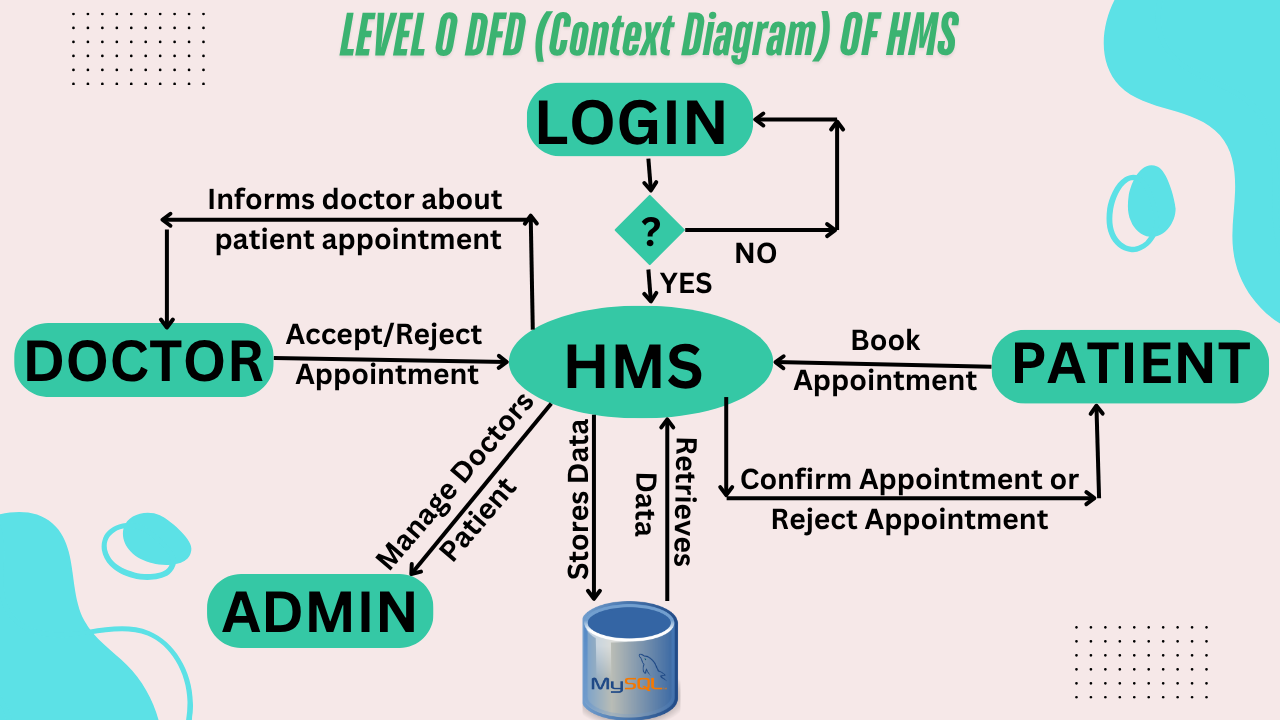 LEVEL 0 DFD (Context Diagram) OF HMS
LOGIN
?
NO
YES
Informs doctor about
patient appointment
DOCTOR
Accept/Reject
Appointment
HMS
Book
Appointment
PATIENT
Manage Doctors
Patient
Stores Data
Retrieves
Data
Confirm Appointment or
Reject Appointment
ADMIN
MySQL